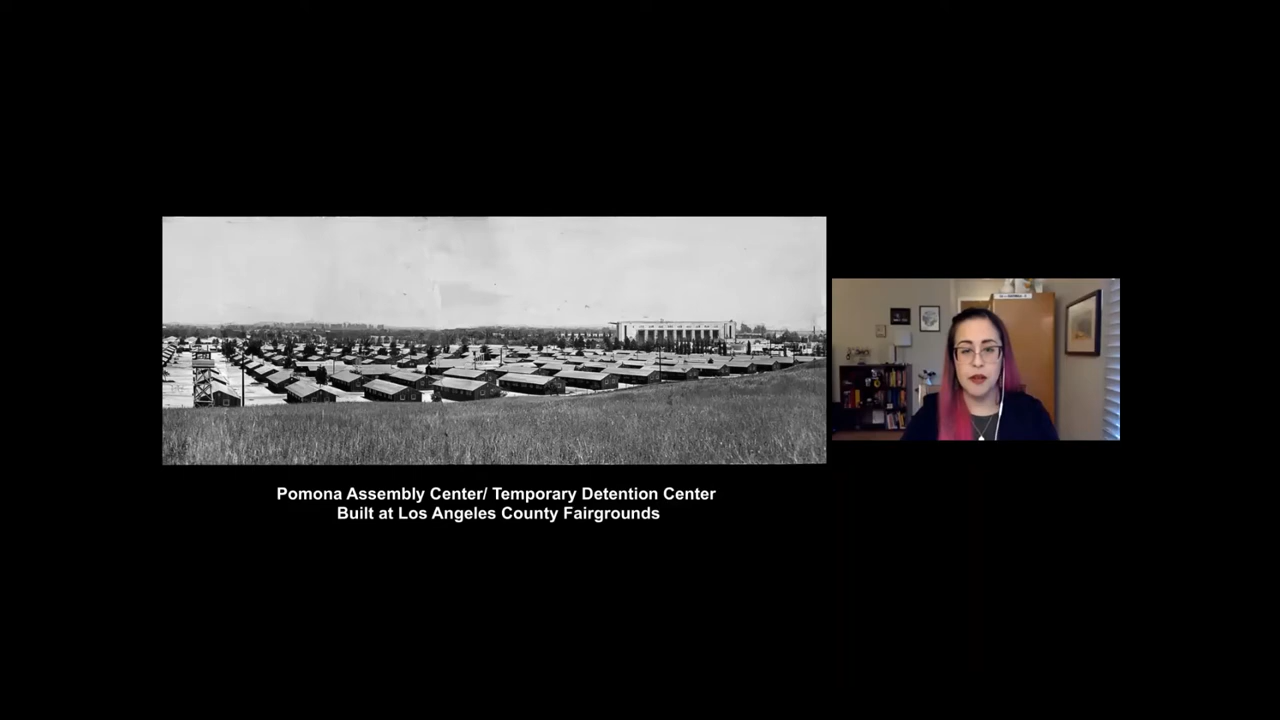 Pomona Assembly Center/ Temporary Detention Center
Built at Los Angeles County Fairgrounds